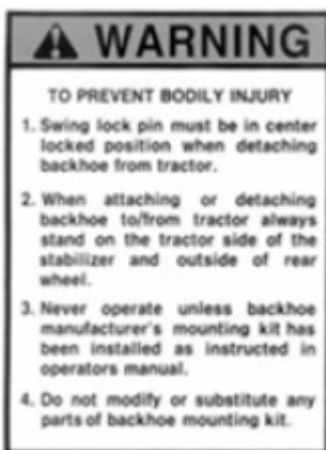 WARNING
TO PREVENT BODILY INJURY
1. Swing lock pin must be in center
locked position when detaching
backhoe from tractor.
2. When attaching or detaching
backhoe to/from tractor always
stand on the tractor side of the
stabilizer and outside of rear
wheel.
3. Never operate unless backhoe
manufacturer's mounting kit has
been installed as instructed in
operators manual.
4. Do not modify or substitute any
parts of backhoe mounting kit.